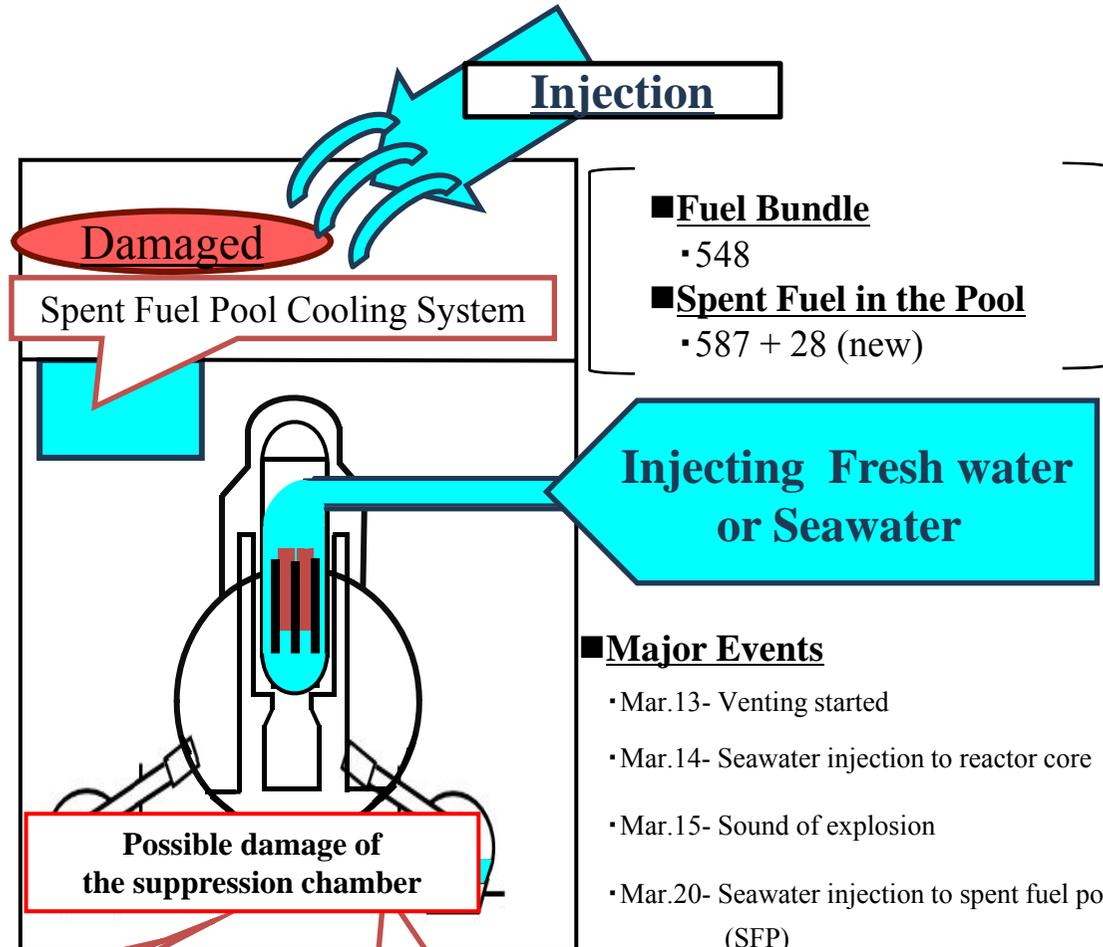 Injection
Damaged
Spent Fuel Pool Cooling System
■Fuel Bundle
・548
■Spent Fuel in the Pool
・587 + 28 (new)
Injecting Fresh water
or Seawater
■Major Events
・Mar.13- Venting started
・Mar.14- Seawater injection to reactor core
・Mar.15- Sound of explosion
・Mar.20- Seawater injection to spent fuel po
(SFP)
Possible damage of
the suppression chamber